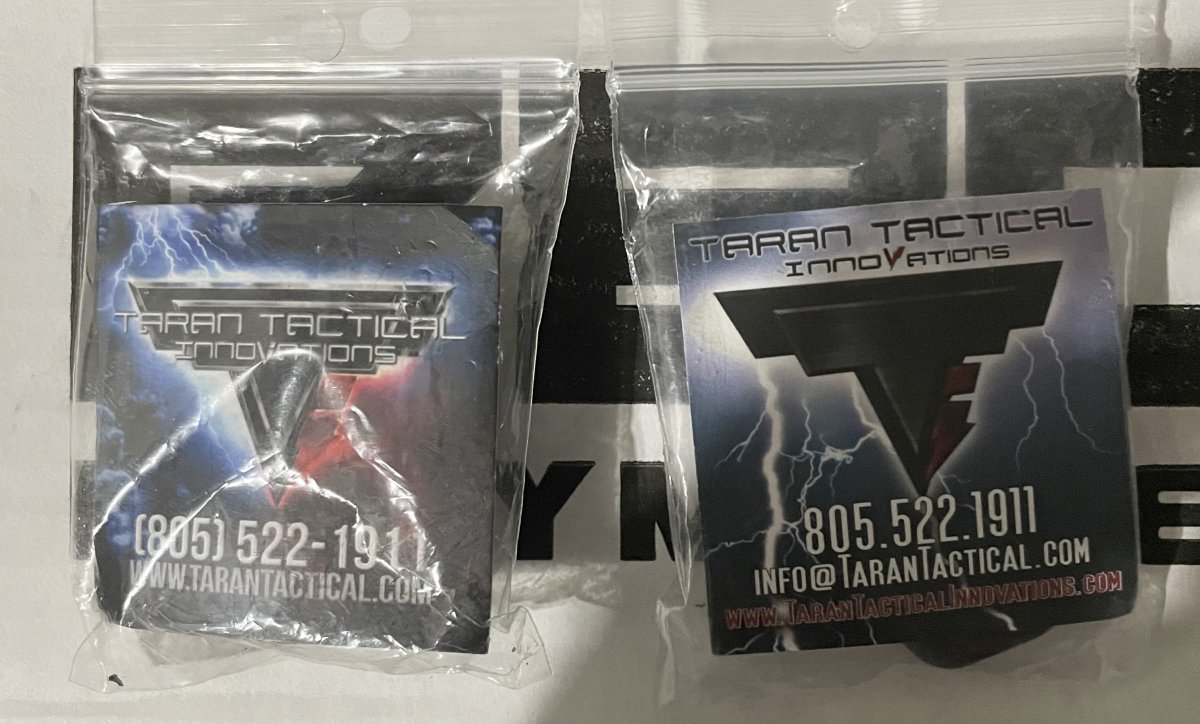 TARAN TACTICAL
INNOVATIONS
(805) 522-1911
WWW.TARANTACTICAL.COM
TARAN TACTICAL
INNOVATIONS
805.522.1911
INFO@TARANTACTICAL.COM
WWW.TARANTACTICALINNOVATIONS.COM